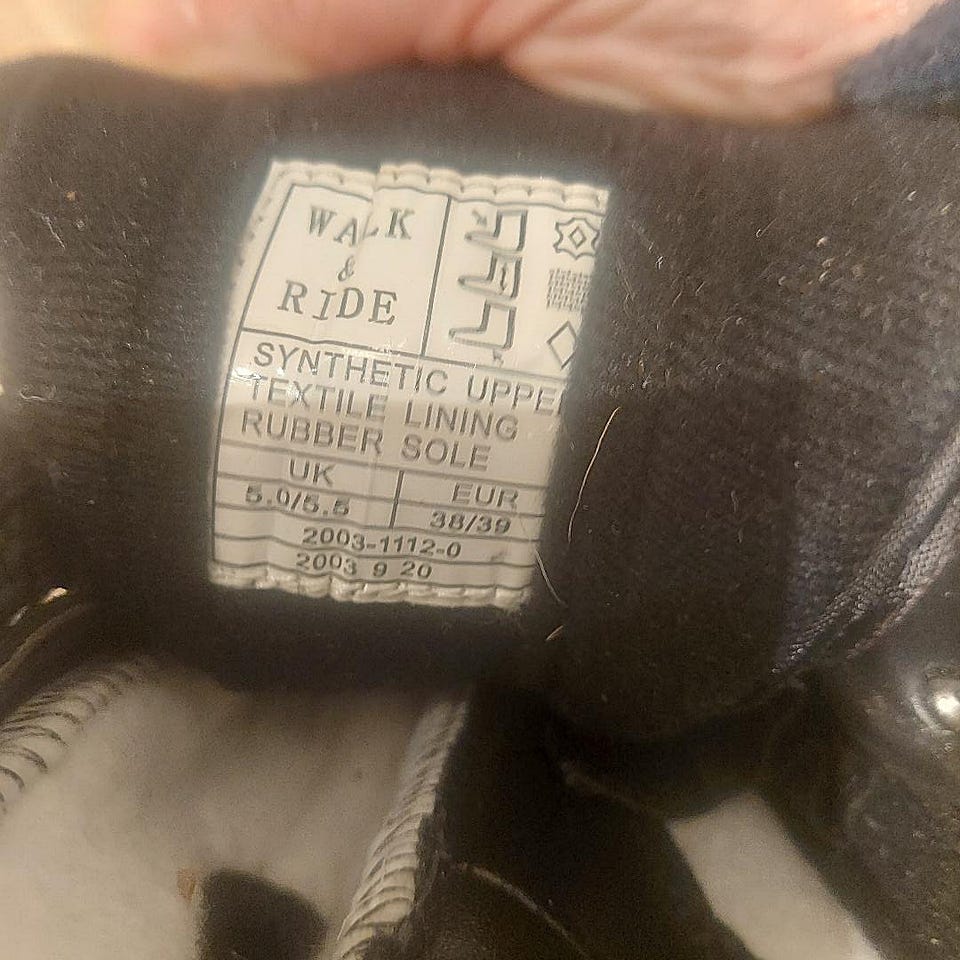 WALK
&
RIDE
SYNTHETIC UPPER
TEXTILE LINING
RUBBER SOLE
UK EUR
5.0/5.5 38/39
2003-1112-0
2003 9 20